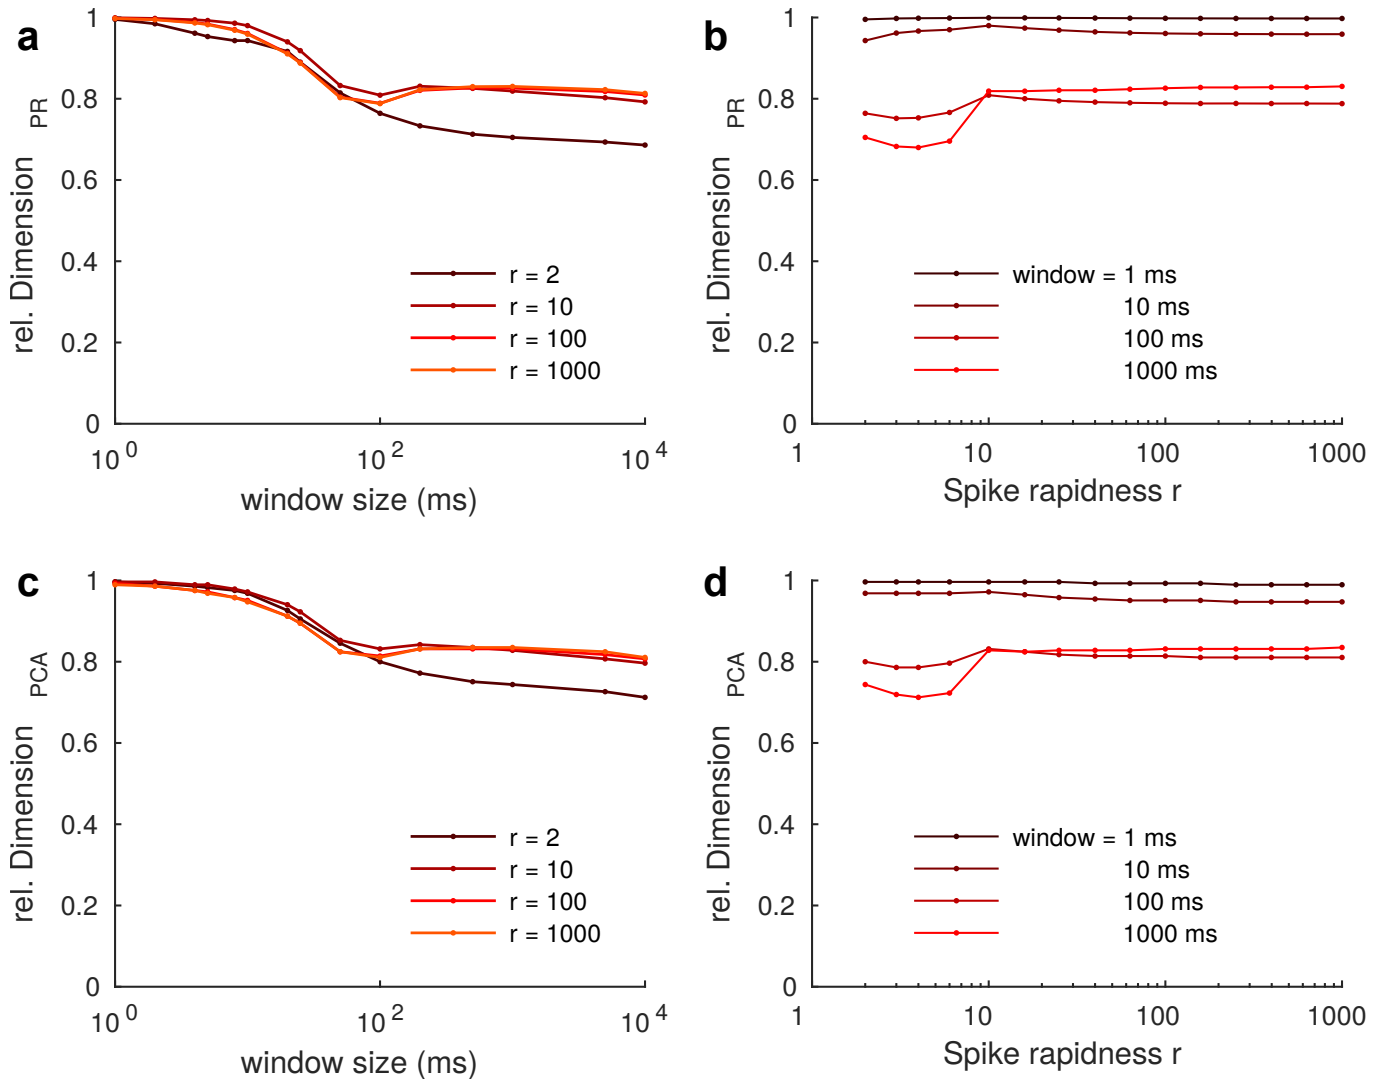 a
1
0.8
0.6
0.4
0.2
0
rel. Dimension PR
r = 2
r = 10
r = 100
r = 1000
10^0 10^2 10^4
window size (ms)
b
1
0.8
0.6
0.4
0.2
0
rel. Dimension PR
window = 1 ms
10 ms
100 ms
1000 ms
1 10 100 1000
Spike rapidness r
c
1
0.8
0.6
0.4
0.2
0
rel. Dimension PCA
r = 2
r = 10
r = 100
r = 1000
10^0 10^2 10^4
window size (ms)
d
1
0.8
0.6
0.4
0.2
0
rel. Dimension PCA
window = 1 ms
10 ms
100 ms
1000 ms
1 10 100 1000
Spike rapidness r